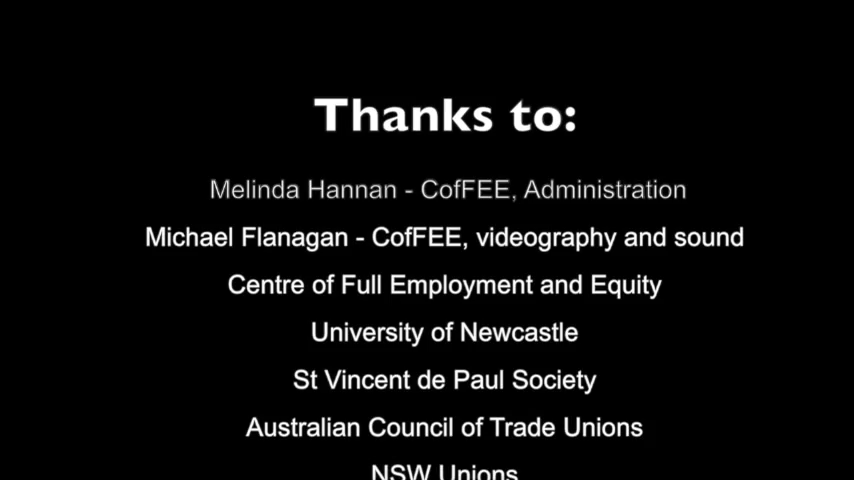 Thanks to:
Melinda Hannan - CofFEE, Administration
Michael Flanagan - CofFEE, videography and sound
Centre of Full Employment and Equity
University of Newcastle
St Vincent de Paul Society
Australian Council of Trade Unions
NSW Unions